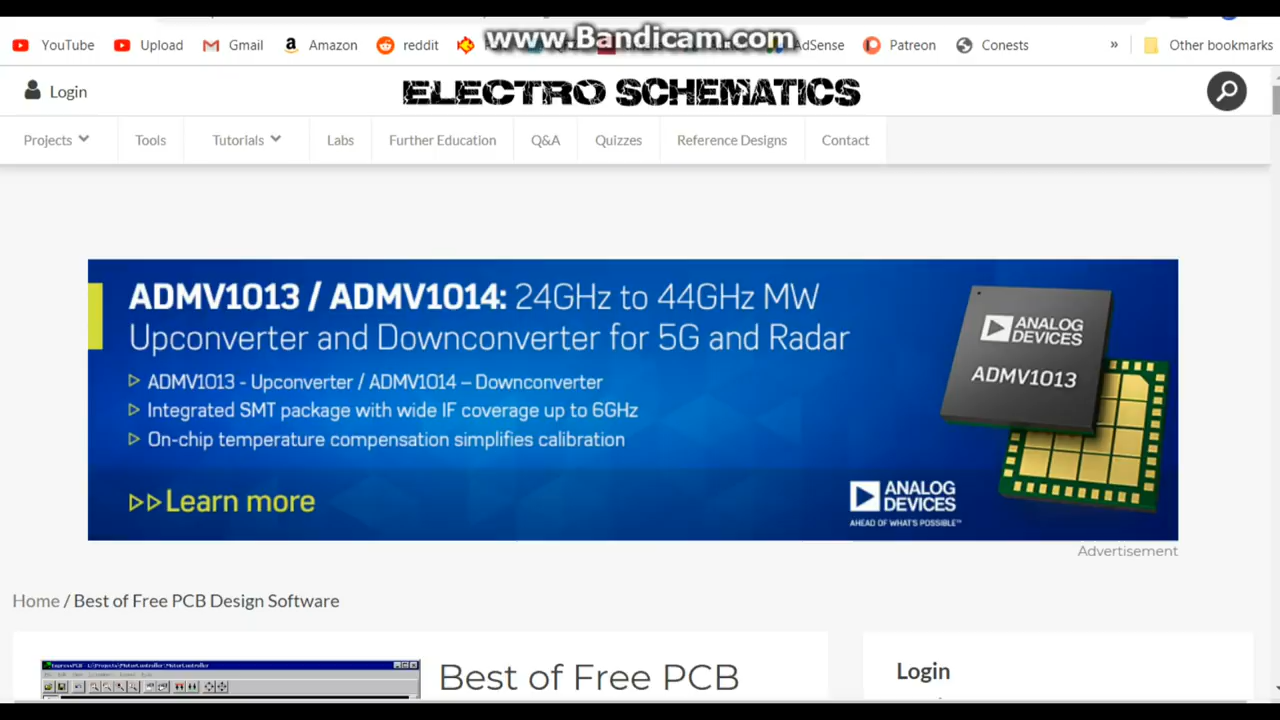 www.Bandicam.com
YouTube Upload Gmail Amazon reddit AdSense Patreon Conests » Other bookmarks
Login
ELECTRO SCHEMATICS
Projects Tools Tutorials Labs Further Education Q&A Quizzes Reference Designs Contact
ADMV1013 / ADMV1014: 24GHz to 44GHz MW
Upconverter and Downconverter for 5G and Radar
ADMV1013 - Upconverter / ADMV1014 – Downconverter
Integrated SMT package with wide IF coverage up to 6GHz
On-chip temperature compensation simplifies calibration
Learn more
ANALOG
DEVICES
ADMV1013
ANALOG
DEVICES
AHEAD OF WHAT'S POSSIBLE™
Advertisement
Home / Best of Free PCB Design Software
Best of Free PCB
Login